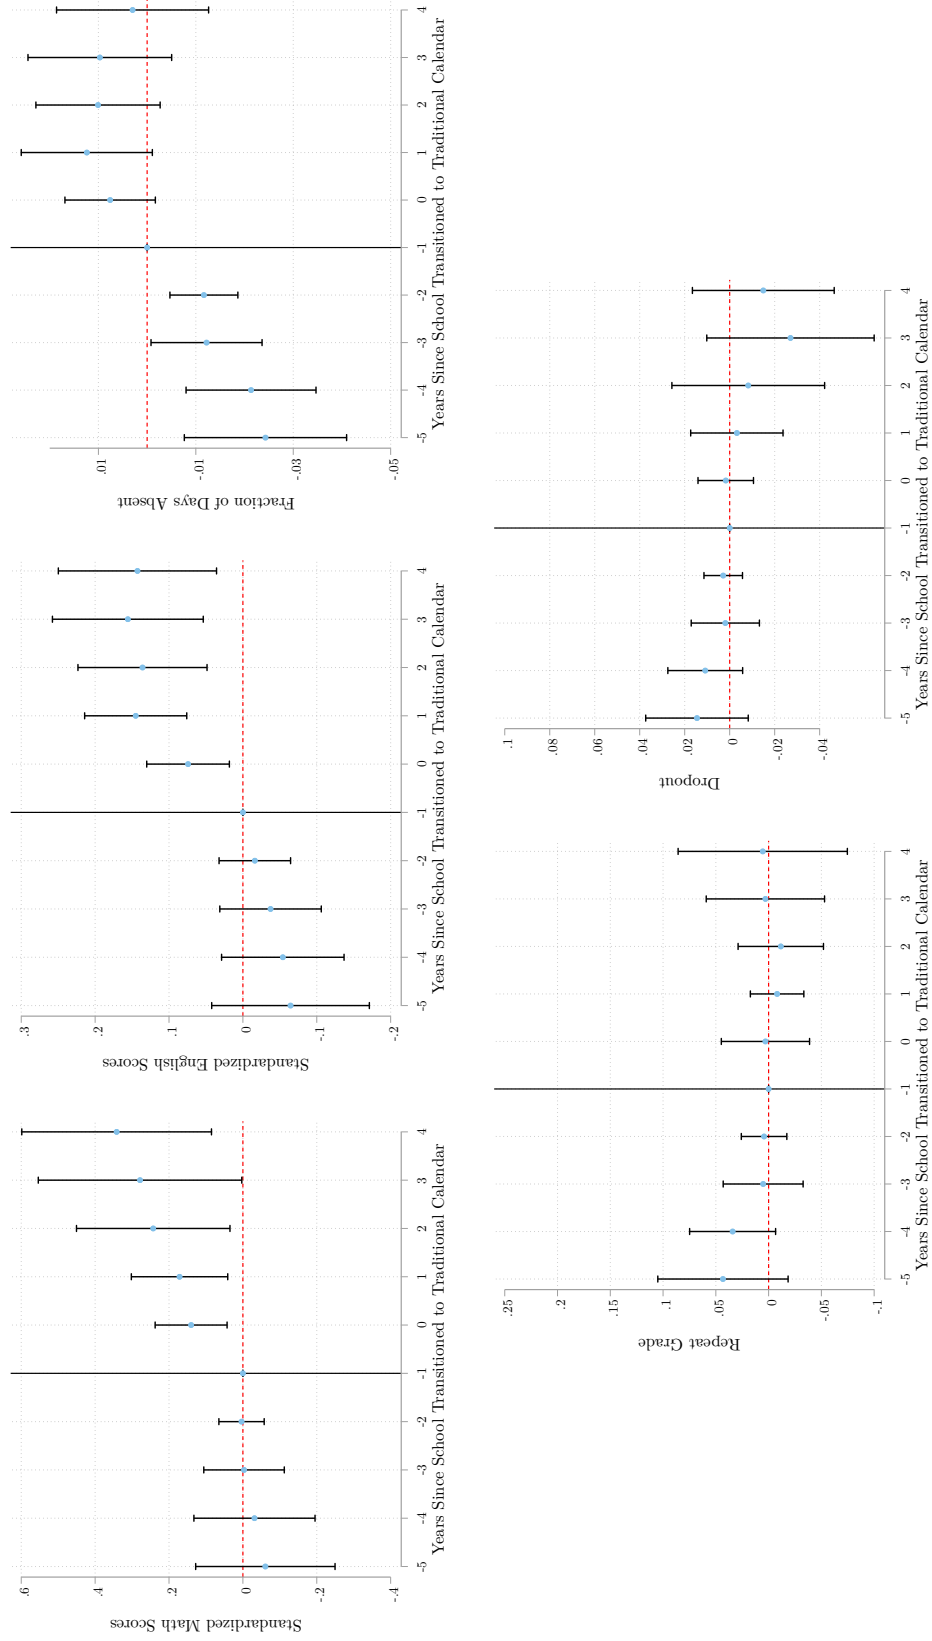 Standardized Math Scores
.6
.4
.2
0
-.2
-.4
-5 -4 -3 -2 -1 0 1 2 3 4
Years Since School Transitioned to Traditional Calendar
Standardized English Scores
.3
.2
.1
0
-.1
-.2
-5 -4 -3 -2 -1 0 1 2 3 4
Years Since School Transitioned to Traditional Calendar
Fraction of Days Absent
.01
-.01
-.03
-.05
-5 -4 -3 -2 -1 0 1 2 3 4
Years Since School Transitioned to Traditional Calendar
Repeat Grade
.25
.2
.15
.1
.05
0
-.05
-.1
-5 -4 -3 -2 -1 0 1 2 3 4
Years Since School Transitioned to Traditional Calendar
Dropout
.1
.08
.06
.04
.02
0
-.02
-.04
-5 -4 -3 -2 -1 0 1 2 3 4
Years Since School Transitioned to Traditional Calendar